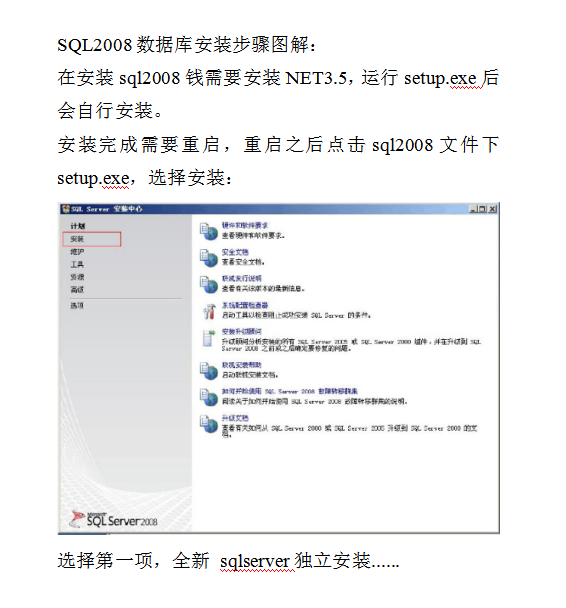 SQL2008 数据库安装步骤图解：
在安装 sql2008 钱需要安装 NET3.5，运行 setup.exe 后
会自行安装。
安装完成需要重启，重启之后点击 sql2008 文件下
setup.exe，选择安装：
SQL Server 安装中心
计划
安装
维护
工具
资源
高级
选项
硬件和软件要求
查看硬件和软件要求。
安全文档
查看安全文档。
联机发行说明
查看有关该版本的最新信息。
系统配置检查器
启动工具以检查阻止成功安装 SQL Server 的条件。
安装升级顾问
升级顾问分析安装的所有 SQL Server 2005 或 SQL Server 2000 组件，并在升级到 SQL
Server 2008 之前或之后确定要修复的问题。
联机安装帮助
启动联机安装文档。
如何开始使用 SQL Server 2008 故障转移群集
阅读关于如何开始使用 SQL Server 2008 故障转移群集的说明。
升级文档
查看有关如何从 SQL Server 2000 或 SQL Server 2005 升级到 SQL Server 2008 的文
档。
Microsoft
SQL Server 2008
选择第一项，全新 sqlserver 独立安装......